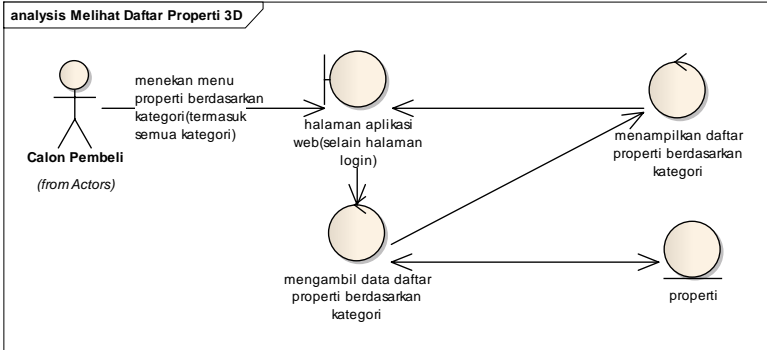 analysis Melihat Daftar Properti 3D
Calon Pembeli
(from Actors)
menekan menu
properti berdasarkan
kategori(termasuk
semua kategori)
halaman aplikasi
web(selain halaman
login)
menampilkan daftar
properti berdasarkan
kategori
mengambil data daftar
properti berdasarkan
kategori
properti